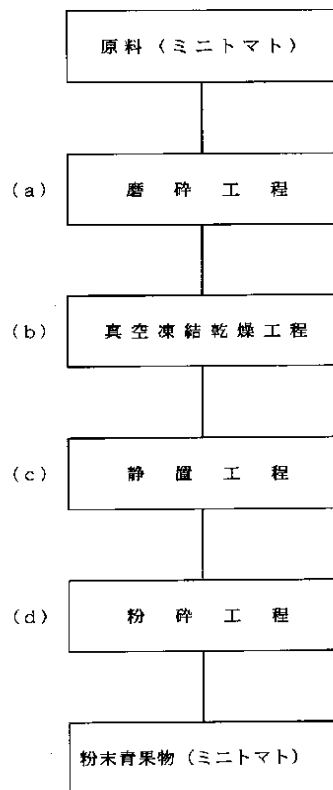 原料(ミニトマト)
(a) 磨砕工程
(b) 真空凍結乾燥工程
(c) 静置工程
(d) 粉砕工程
粉末青果物(ミニトマト)